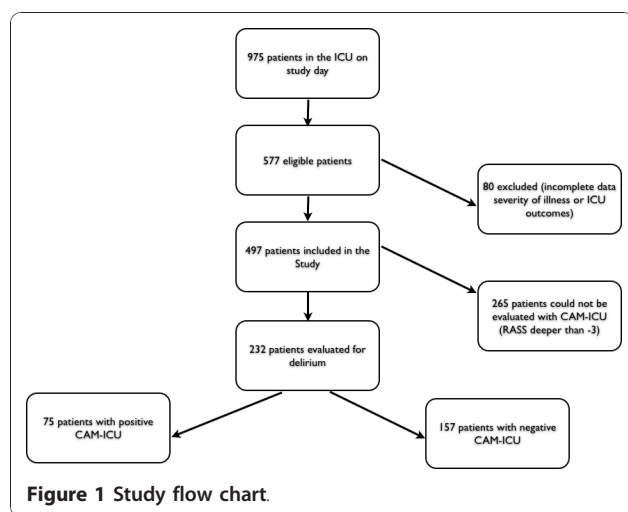 975 patients in the ICU on
study day
577 eligible patients
80 excluded (incomplete data
severity of illness or ICU
outcomes)
497 patients included in the
Study
265 patients could not be
evaluated with CAM-ICU
(RASS deeper than -3)
232 patients evaluated for
delirium
75 patients with positive
CAM-ICU
157 patients with negative
CAM-ICU
Figure 1 Study flow chart.